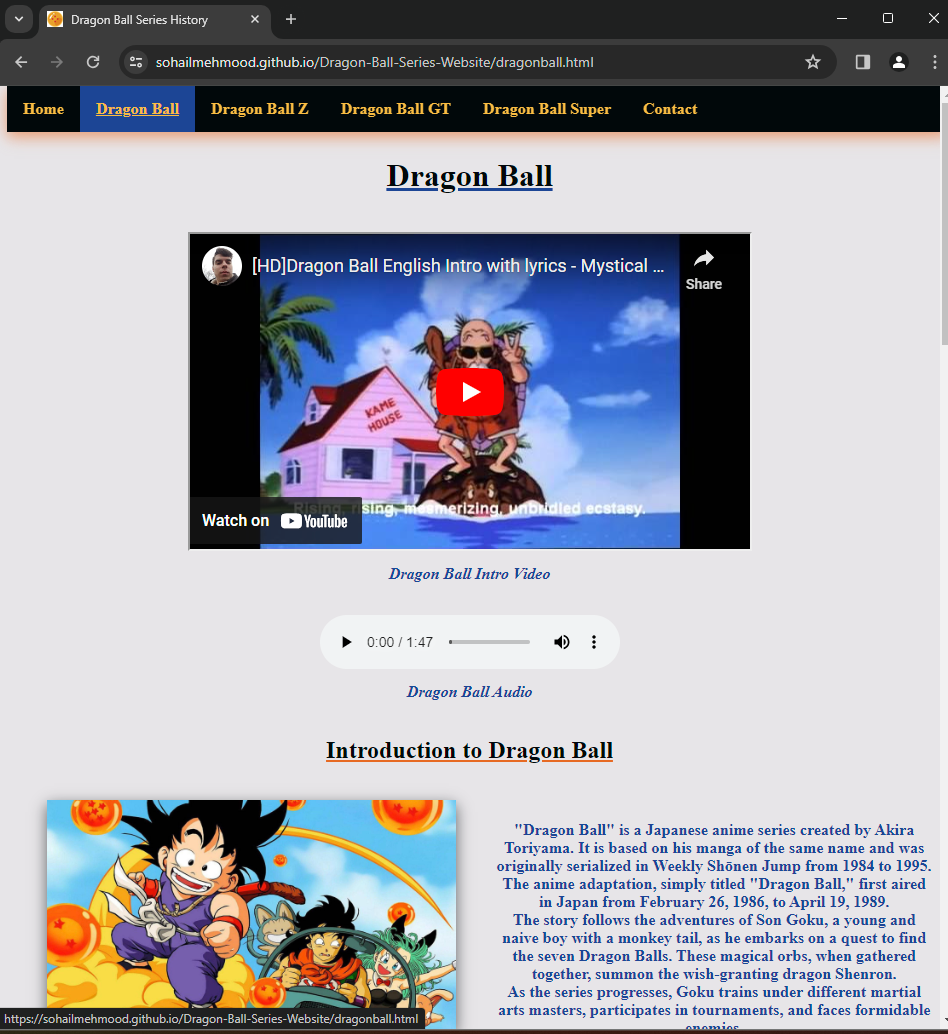 Dragon Ball Series History
sohailmehmood.github.io/Dragon-Ball-Series-Website/dragonball.html
Home Dragon Ball Dragon Ball Z Dragon Ball GT Dragon Ball Super Contact
Dragon Ball
[HD]Dragon Ball English Intro with lyrics - Mystical ...
Share
KAME
HOUSE
Rising, rising, mesmerizing, unbridled ecstasy.
Watch on YouTube
Dragon Ball Intro Video
0:00 / 1:47
Dragon Ball Audio
Introduction to Dragon Ball
"Dragon Ball" is a Japanese anime series created by Akira
Toriyama. It is based on his manga of the same name and was
originally serialized in Weekly Shōnen Jump from 1984 to 1995.
The anime adaptation, simply titled "Dragon Ball," first aired
in Japan from February 26, 1986, to April 19, 1989.
The story follows the adventures of Son Goku, a young and
naive boy with a monkey tail, as he embarks on a quest to find
the seven Dragon Balls. These magical orbs, when gathered
together, summon the wish-granting dragon Shenron.
As the series progresses, Goku trains under different martial
arts masters, participates in tournaments, and faces formidable
enemies
https://sohailmehmood.github.io/Dragon-Ball-Series-Website/dragonball.html